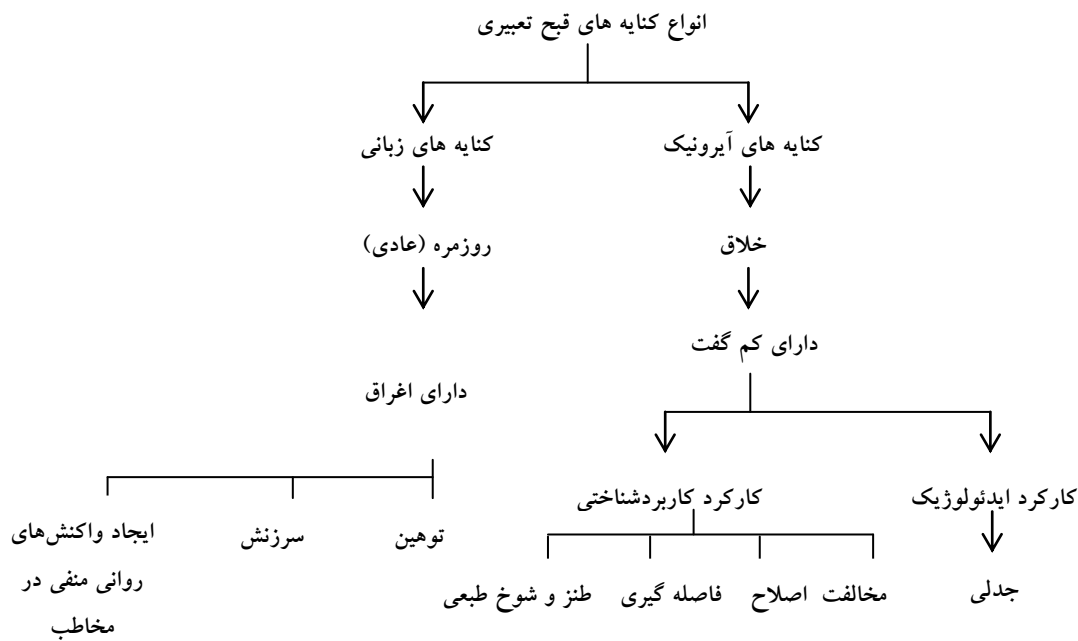 انواع کنایه های قبح تعبیری
کنایه های آیرونیک
کنایه های زبانی
خلاق
روزمره (عادی)
دارای کم گفت
دارای اغراق
کارکرد ایدئولوژیک
کارکرد کاربردشناختی
جدلی
مخالفت
اصلاح
فاصله گیری
طنز و شوخ طبعی
توهین
سرزنش
ایجاد واکنش‌های
روانی منفی در
مخاطب